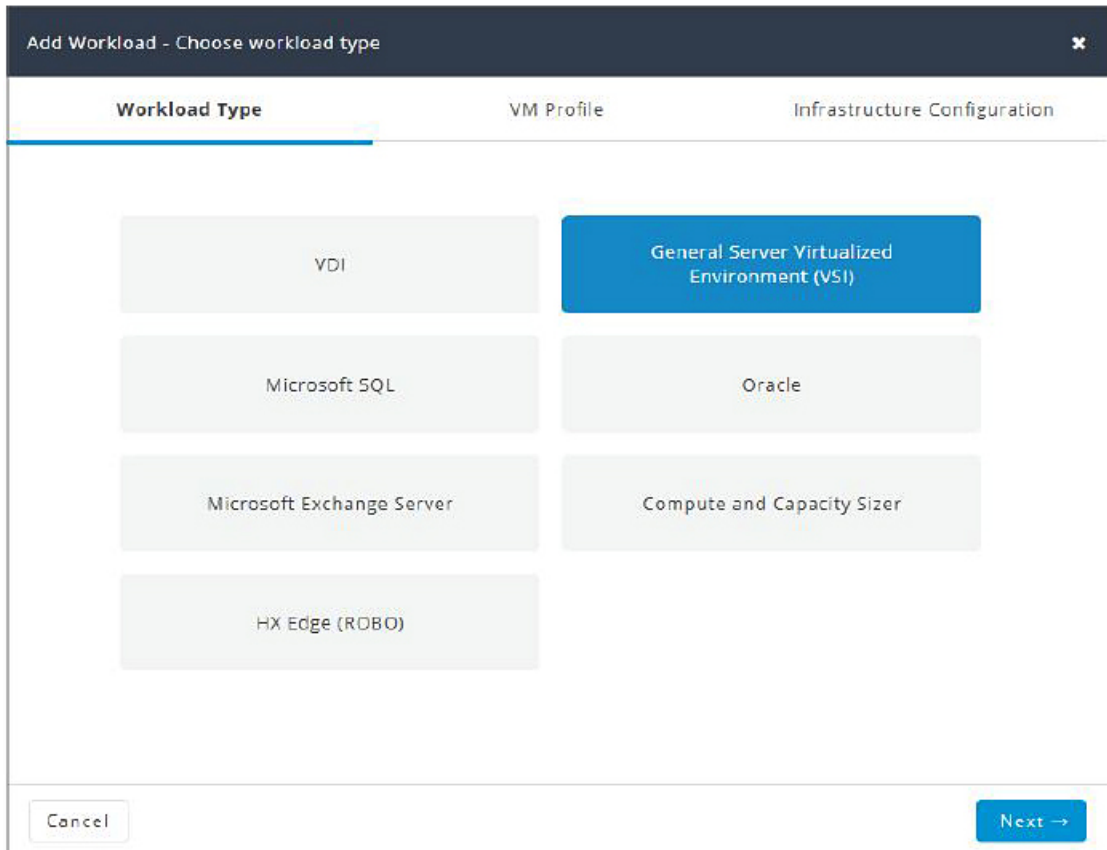 Add Workload - Choose workload type
✖
Workload Type
VM Profile
Infrastructure Configuration
VDI
General Server Virtualized
Environment (VSI)
Microsoft SQL
Oracle
Microsoft Exchange Server
Compute and Capacity Sizer
HX Edge (ROBO)
Cancel
Next →